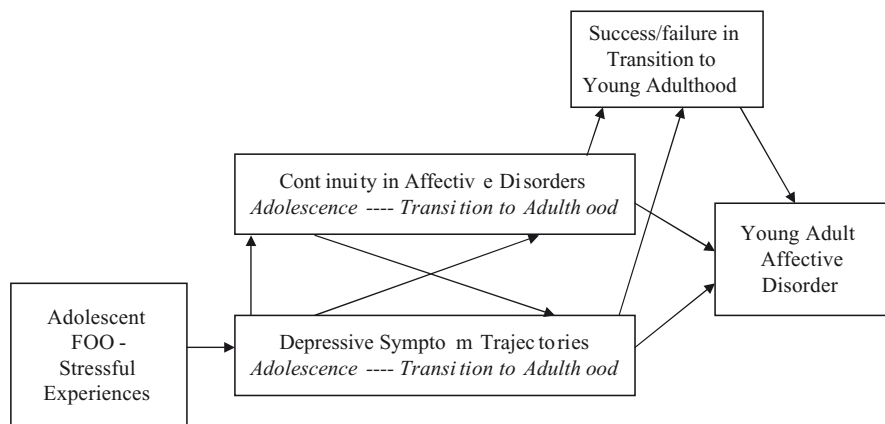 Success/failure in
Transition to
Young Adulthood
Continuity in Affective Disorders
Adolescence ---- Transition to Adulthood
Young Adult
Affective
Disorder
Adolescent
FOO -
Stressful
Experiences
Depressive Symptom Trajectories
Adolescence ---- Transition to Adulthood